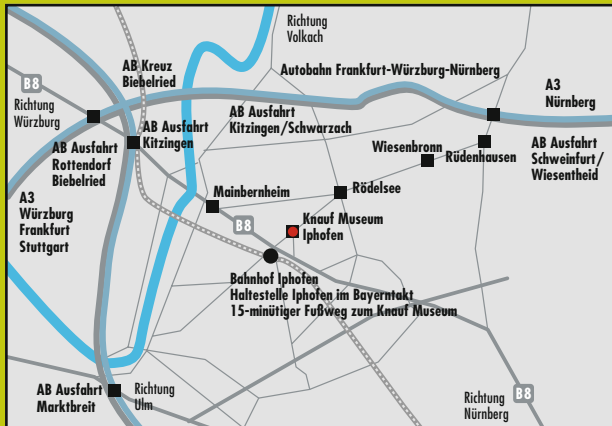 Richtung
Volkach
AB Kreuz
Biebelried
Autobahn Frankfurt-Würzburg-Nürnberg
B8
Richtung
Würzburg
A3
Nürnberg
AB Ausfahrt
Kitzingen/Schwarzach
AB Ausfahrt
Kitzingen
AB Ausfahrt
Rottendorf
Biebelried
Wiesenbronn
Rüdenhausen
AB Ausfahrt
Schweinfurt/
Wiesentheid
A3
Würzburg
Frankfurt
Stuttgart
Mainbernheim
Rödelsee
B8
Knauf Museum
Iphofen
Bahnhof Iphofen
Haltestelle Iphofen im Bayerntakt
15-minütiger Fußweg zum Knauf Museum
AB Ausfahrt
Marktbreit
Richtung
Ulm
Richtung
Nürnberg
B8